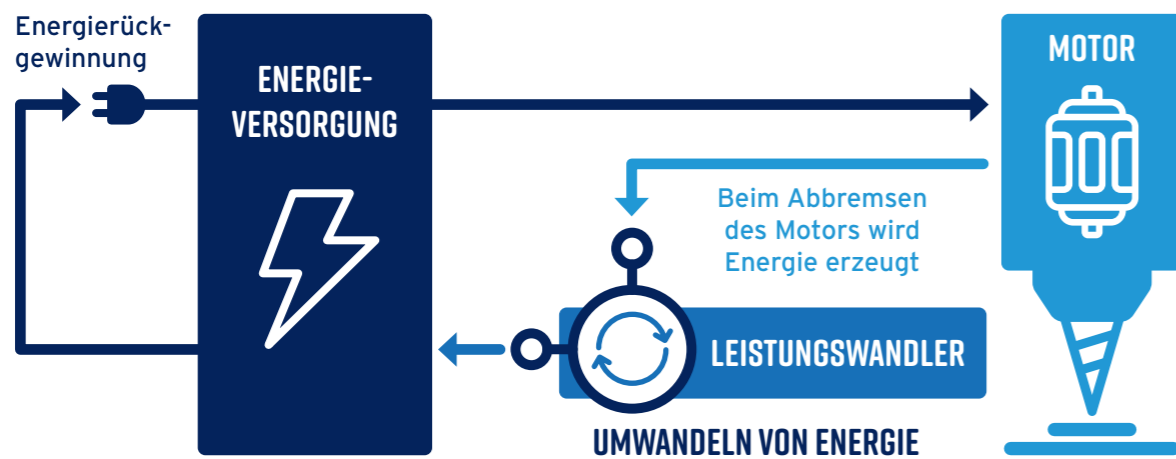 Energierück-
gewinnung
ENERGIE-
VERSORGUNG
MOTOR
Beim Abbremsen
des Motors wird
Energie erzeugt
LEISTUNGSWANDLER
UMWANDELN VON ENERGIE